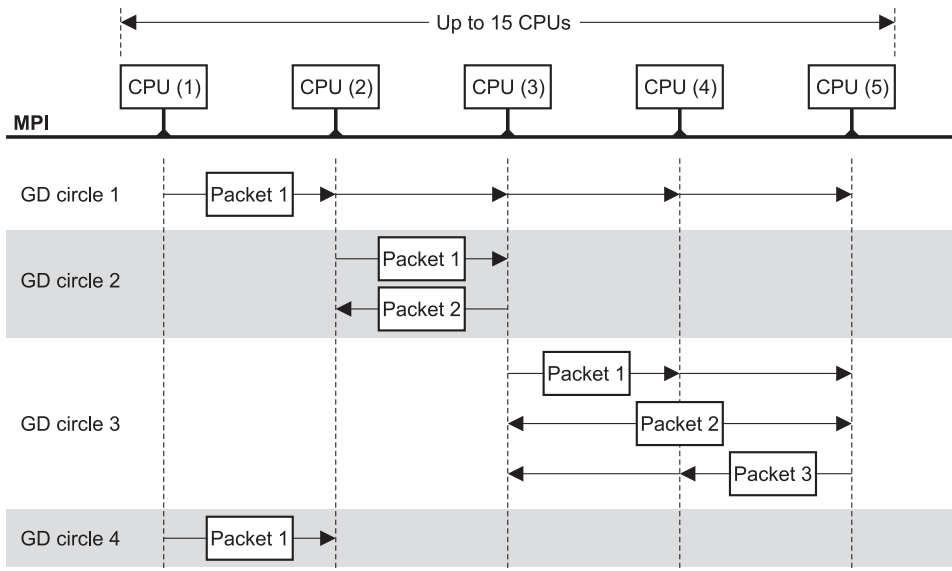 Up to 15 CPUs
CPU (1) CPU (2) CPU (3) CPU (4) CPU (5)
MPI
GD circle 1 Packet 1
GD circle 2
Packet 1
Packet 2
GD circle 3
Packet 1
Packet 2
Packet 3
GD circle 4 Packet 1